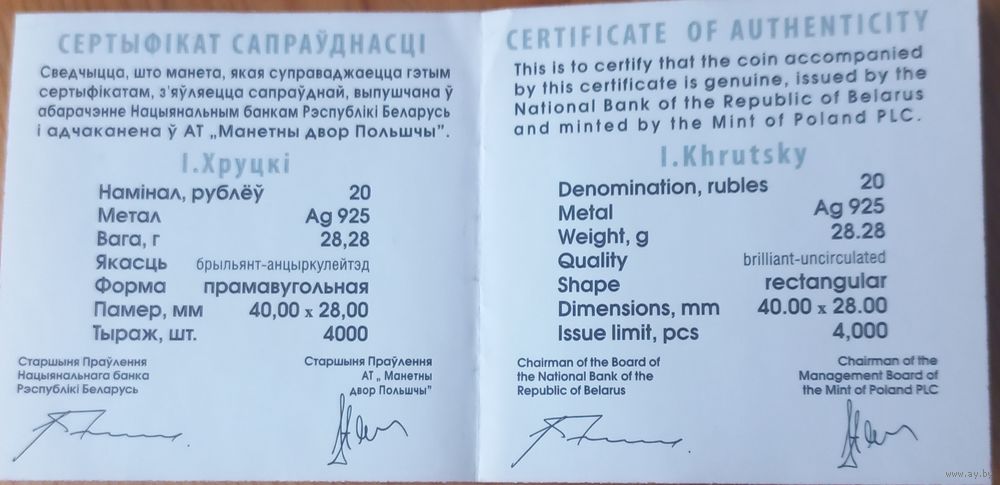 СЕРТЫФІКАТ САПРАЎДНАСЦІ
Сведчыцца, што манета, якая суправаджаецца гэтым
сертыфікатам, з'яўляецца сапраўднай, выпушчана ў
абарачэнне Нацыянальным банкам Рэспублікі Беларусь
і адчаканена ў АТ „Манетны двор Польшчы".
І.Хруцкі
Намінал, рублёў 20
Метал Ag 925
Вага, г 28,28
Якасць брыльянт-анцыркулейтэд
Форма прамавугольная
Памер, мм 40,00 x 28,00
Тыраж, шт. 4000
Старшыня Праўлення
Нацыянальнага банка
Рэспублікі Беларусь
Старшыня Праўлення
АТ „ Манетны
двор Польшчы"
CERTIFICATE OF AUTHENTICITY
This is to certify that the coin accompanied
by this certificate is genuine, issued by the
National Bank of the Republic of Belarus
and minted by the Mint of Poland PLC.
I.Khrutsky
Denomination, rubles 20
Metal Ag 925
Weight, g 28.28
Quality brilliant-uncirculated
Shape rectangular
Dimensions, mm 40.00 x 28.00
Issue limit, pcs 4,000
Chairman of the Board of
the National Bank of the
Republic of Belarus
Chairman of the
Management Board of
the Mint of Poland PLC
www.ay.by